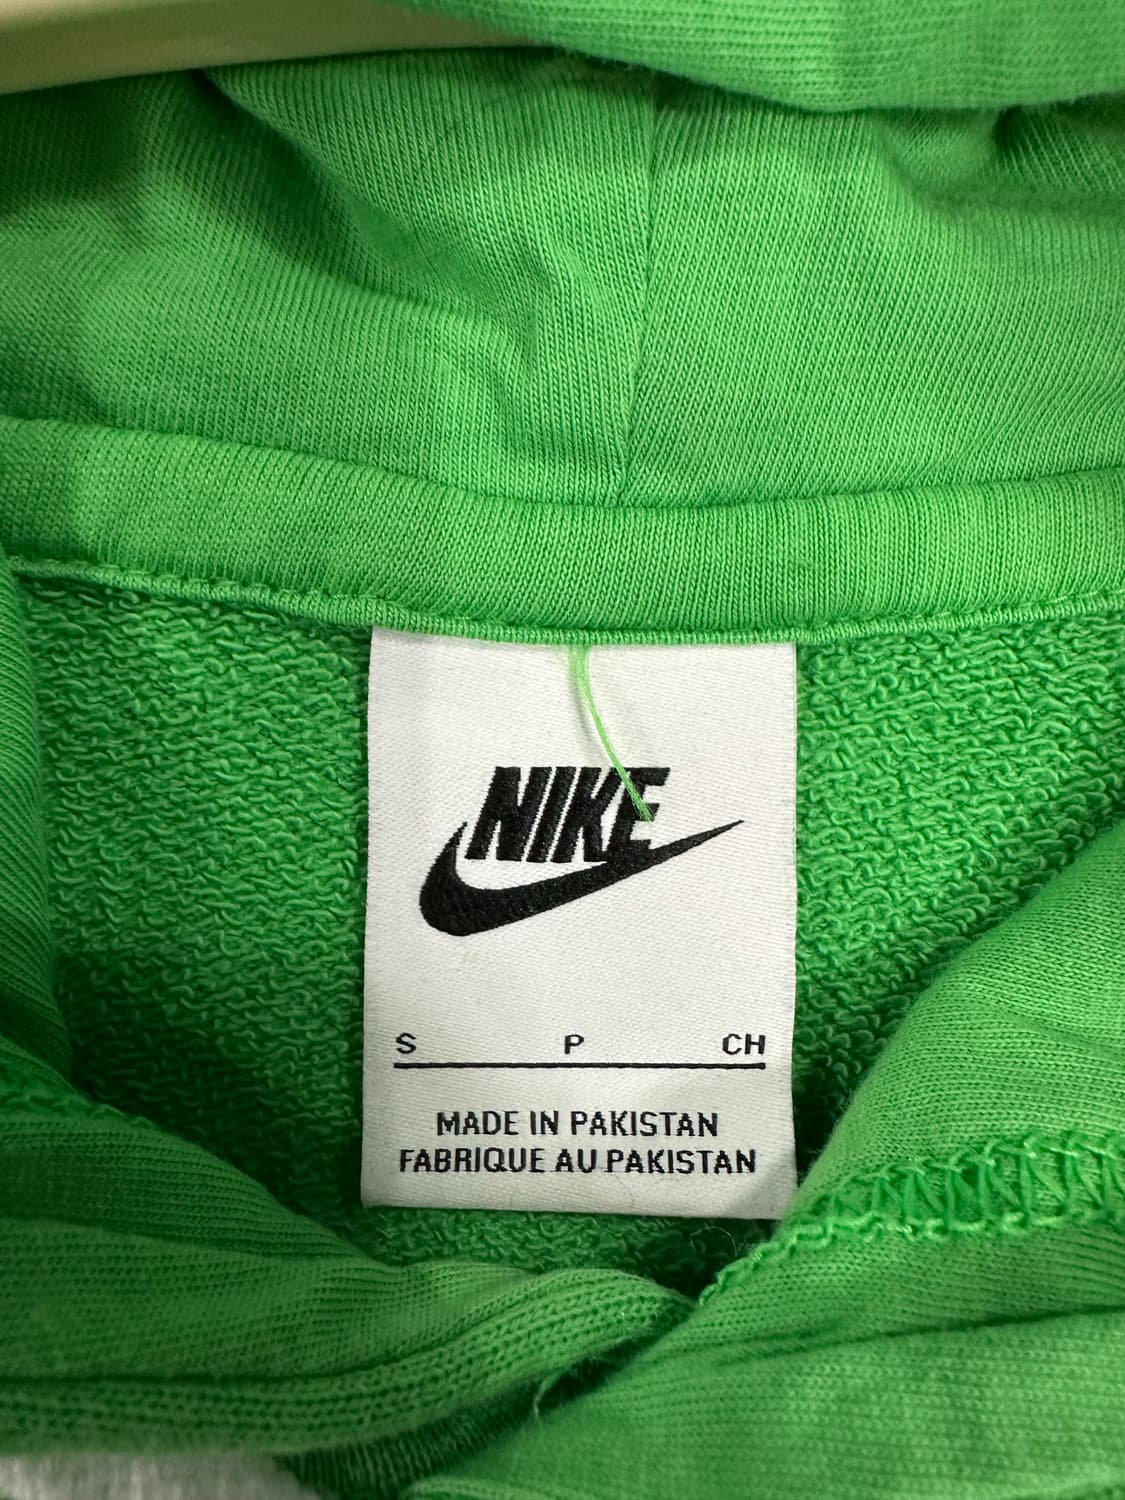 NIKE
S P CH
MADE IN PAKISTAN
FABRIQUE AU PAKISTAN